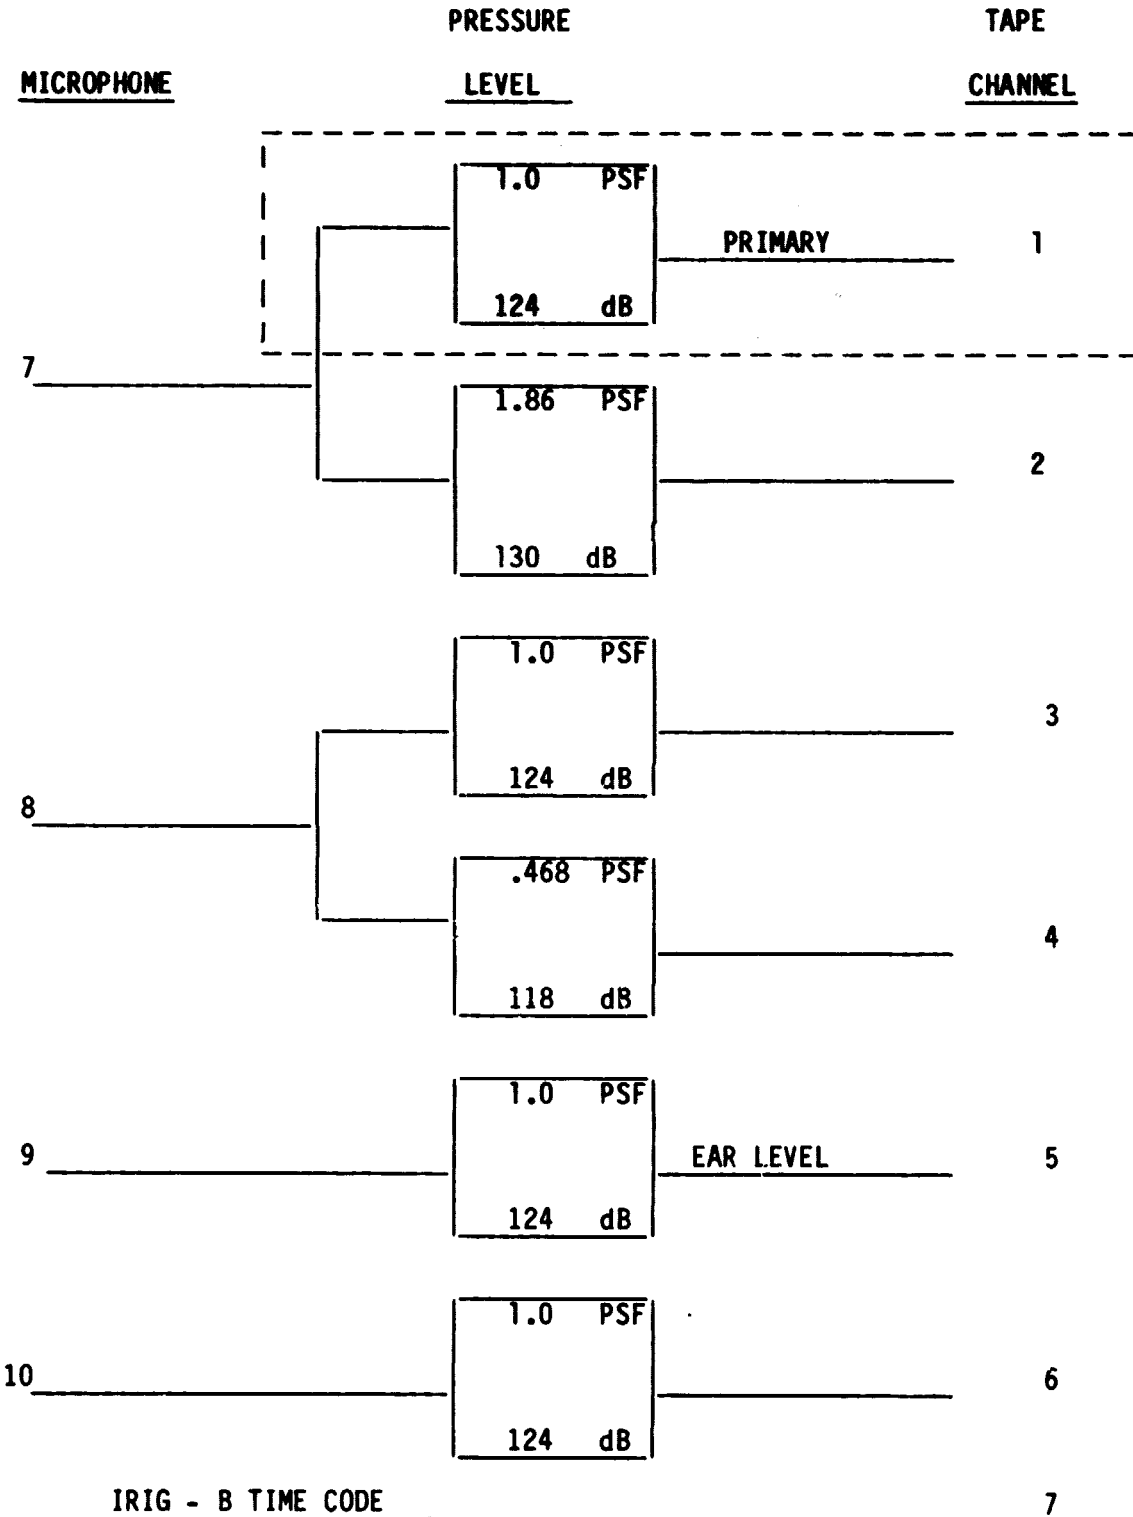 PRESSURE TAPE
MICROPHONE LEVEL CHANNEL
1.0 PSF
PRIMARY 1
124 dB
7
1.86 PSF
2
130 dB
1.0 PSF
3
124 dB
8
.468 PSF
4
118 dB
1.0 PSF
9 EAR LEVEL 5
124 dB
1.0 PSF
10 6
124 dB
IRIG - B TIME CODE 7